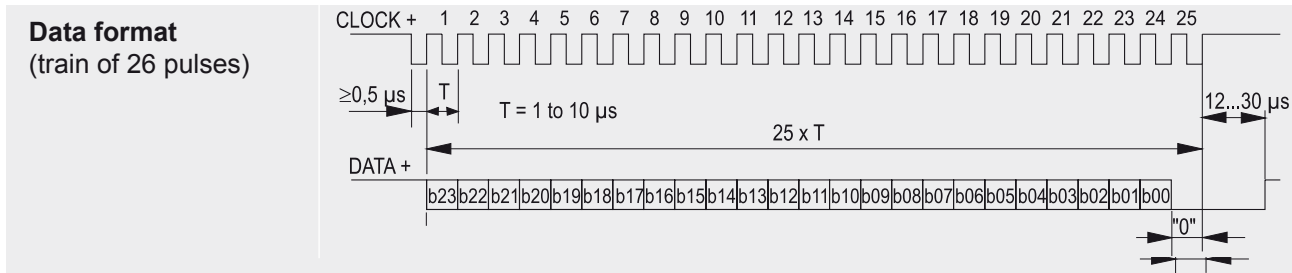 Data format
(train of 26 pulses)
CLOCK + 1 2 3 4 5 6 7 8 9 10 11 12 13 14 15 16 17 18 19 20 21 22 23 24 25
≥0,5 µs T T = 1 to 10 µs 12...30 µs
25 x T
DATA +
b23 b22 b21 b20 b19 b18 b17 b16 b15 b14 b13 b12 b11 b10 b09 b08 b07 b06 b05 b04 b03 b02 b01 b00
"0"